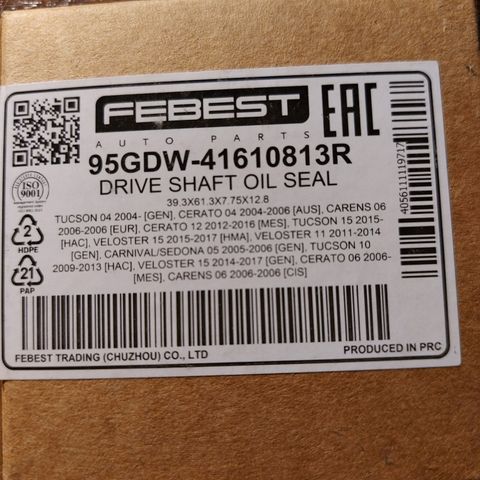 FEBEST
AUTO PARTS
EAC
95GDW-41610813R
DRIVE SHAFT OIL SEAL
39.3X61.3X7.75X12.8
TUCSON 04 2004- [GEN], CERATO 04 2004-2006 [AUS], CARENS 06
2006-2006 [EUR], CERATO 12 2012-2016 [MES], TUCSON 15 2015-
[HAC], VELOSTER 15 2015-2017 [HMA], VELOSTER 11 2011-2014
[GEN], CARNIVAL/SEDONA 05 2005-2006 [GEN], TUCSON 10
2009-2013 [HAC], VELOSTER 15 2014-2017 [GEN], CERATO 06 2006-
[MES], CARENS 06 2006-2006 [CIS]
ISO
9001
2
HDPE
21
PAP
4056111119717
FEBEST TRADING (CHUZHOU) CO., LTD
PRODUCED IN PRC